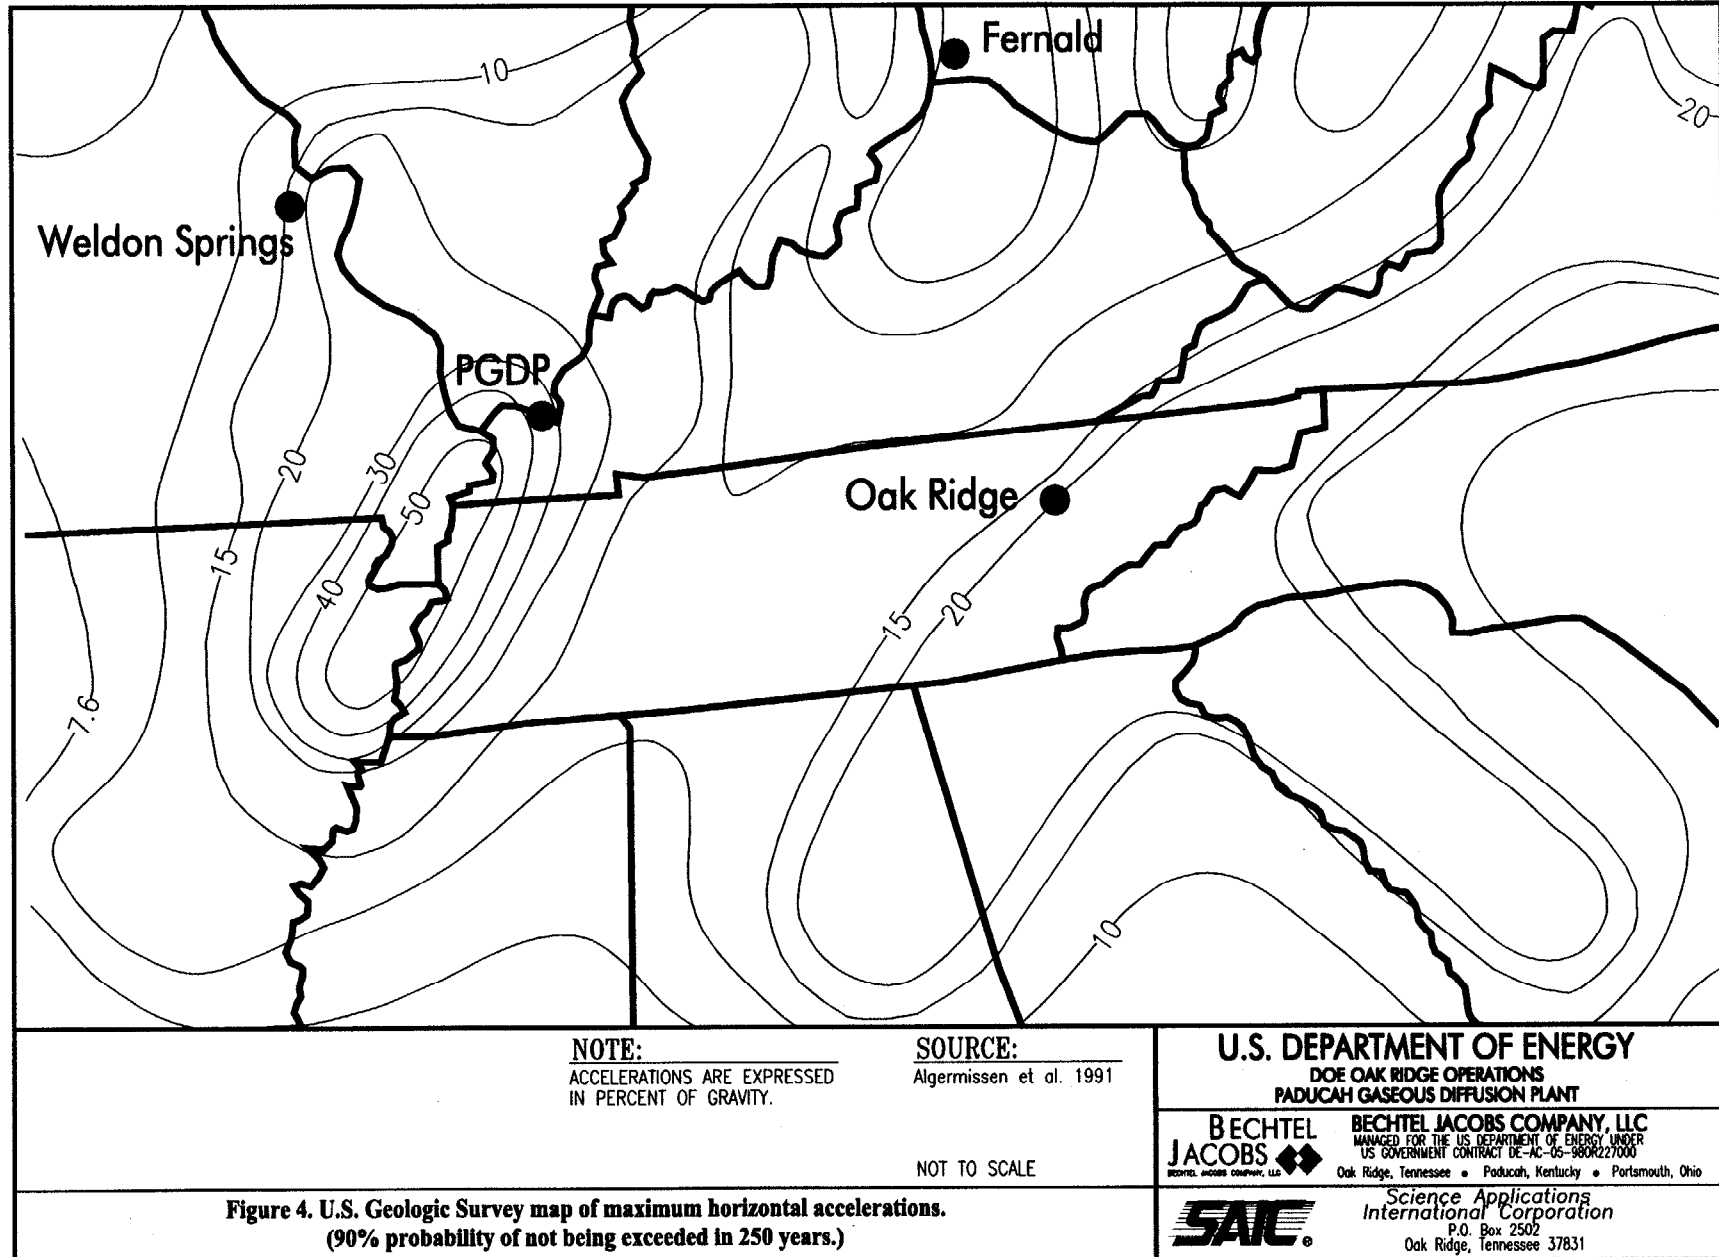 Fernald
10
20
Weldon Springs
PGDP
20
30
50
Oak Ridge
15
40
15
20
7.6
10
NOTE:
ACCELERATIONS ARE EXPRESSED
IN PERCENT OF GRAVITY.
SOURCE:
Algermissen et al. 1991
NOT TO SCALE
Figure 4. U.S. Geologic Survey map of maximum horizontal accelerations.
(90% probability of not being exceeded in 250 years.)
U.S. DEPARTMENT OF ENERGY
DOE OAK RIDGE OPERATIONS
PADUCAH GASEOUS DIFFUSION PLANT
BECHTEL
JACOBS
BECHTEL JACOBS COMPANY, LLC
BECHTEL JACOBS COMPANY, LLC
MANAGED FOR THE US DEPARTMENT OF ENERGY UNDER
US GOVERNMENT CONTRACT DE-AC-05-98OR227000
Oak Ridge, Tennessee • Paducah, Kentucky • Portsmouth, Ohio
SAIC®
Science Applications
International Corporation
P.O. Box 2502
Oak Ridge, Tennessee 37831